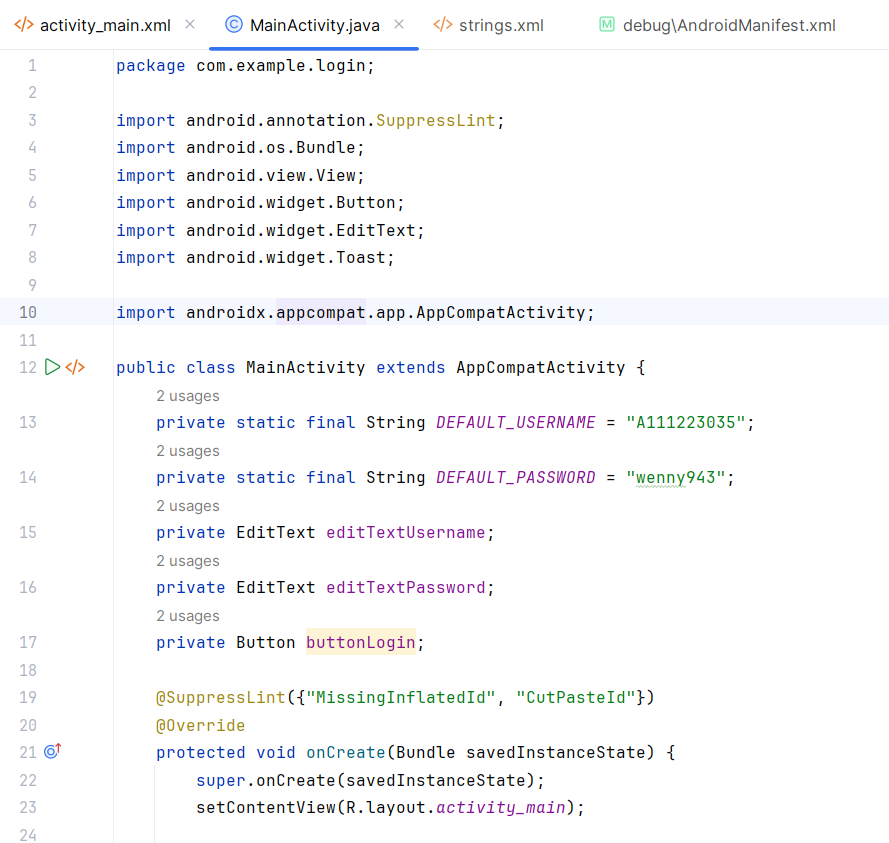 activity_main.xml MainActivity.java strings.xml debug\AndroidManifest.xml
1 package com.example.login;
2
3 import android.annotation.SuppressLint;
4 import android.os.Bundle;
5 import android.view.View;
6 import android.widget.Button;
7 import android.widget.EditText;
8 import android.widget.Toast;
9
10 import androidx.appcompat.app.AppCompatActivity;
11
12 public class MainActivity extends AppCompatActivity {
2 usages
13 private static final String DEFAULT_USERNAME = "A111223035";
2 usages
14 private static final String DEFAULT_PASSWORD = "wenny943";
2 usages
15 private EditText editTextUsername;
2 usages
16 private EditText editTextPassword;
2 usages
17 private Button buttonLogin;
18
19 @SuppressLint({"MissingInflatedId", "CutPasteId"})
20 @Override
21 protected void onCreate(Bundle savedInstanceState) {
22 super.onCreate(savedInstanceState);
23 setContentView(R.layout.activity_main);
24